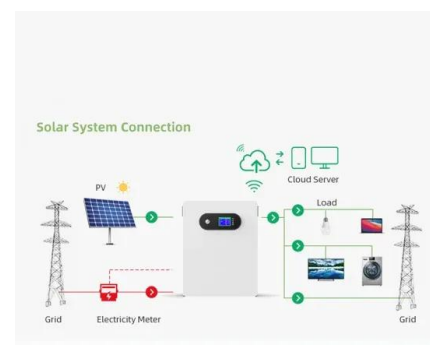 Solar System Connection
Cloud Server
PV
Load
Grid
Electricity Meter
Grid